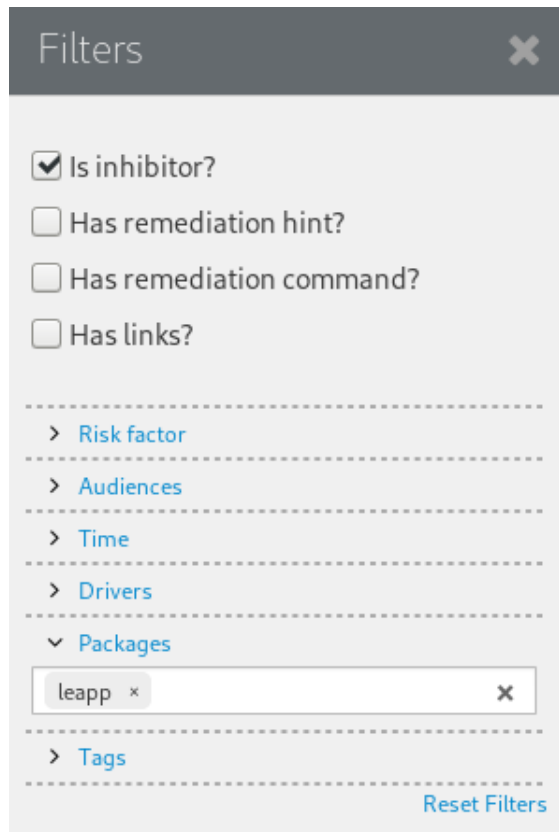 Filters
Is inhibitor?
Has remediation hint?
Has remediation command?
Has links?
Risk factor
Audiences
Time
Drivers
Packages
leapp ×
Tags
Reset Filters